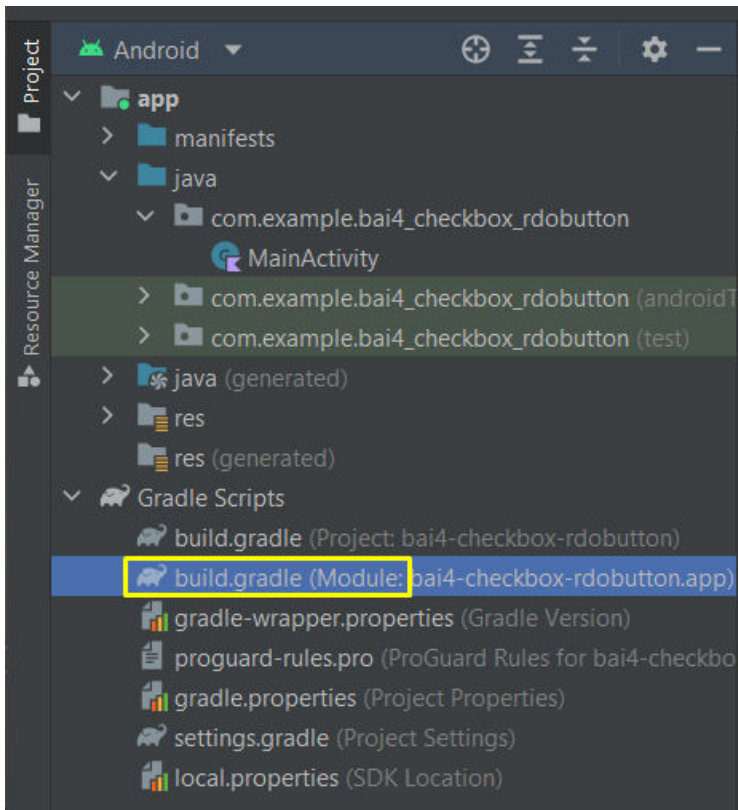 Project
Resource Manager
Android
app
manifests
java
com.example.bai4_checkbox_rdobutton
MainActivity
com.example.bai4_checkbox_rdobutton (androidT
com.example.bai4_checkbox_rdobutton (test)
java (generated)
res
res (generated)
Gradle Scripts
build.gradle (Project: bai4-checkbox-rdobutton)
build.gradle (Module: bai4-checkbox-rdobutton.app)
gradle-wrapper.properties (Gradle Version)
proguard-rules.pro (ProGuard Rules for bai4-checkbo
gradle.properties (Project Properties)
settings.gradle (Project Settings)
local.properties (SDK Location)